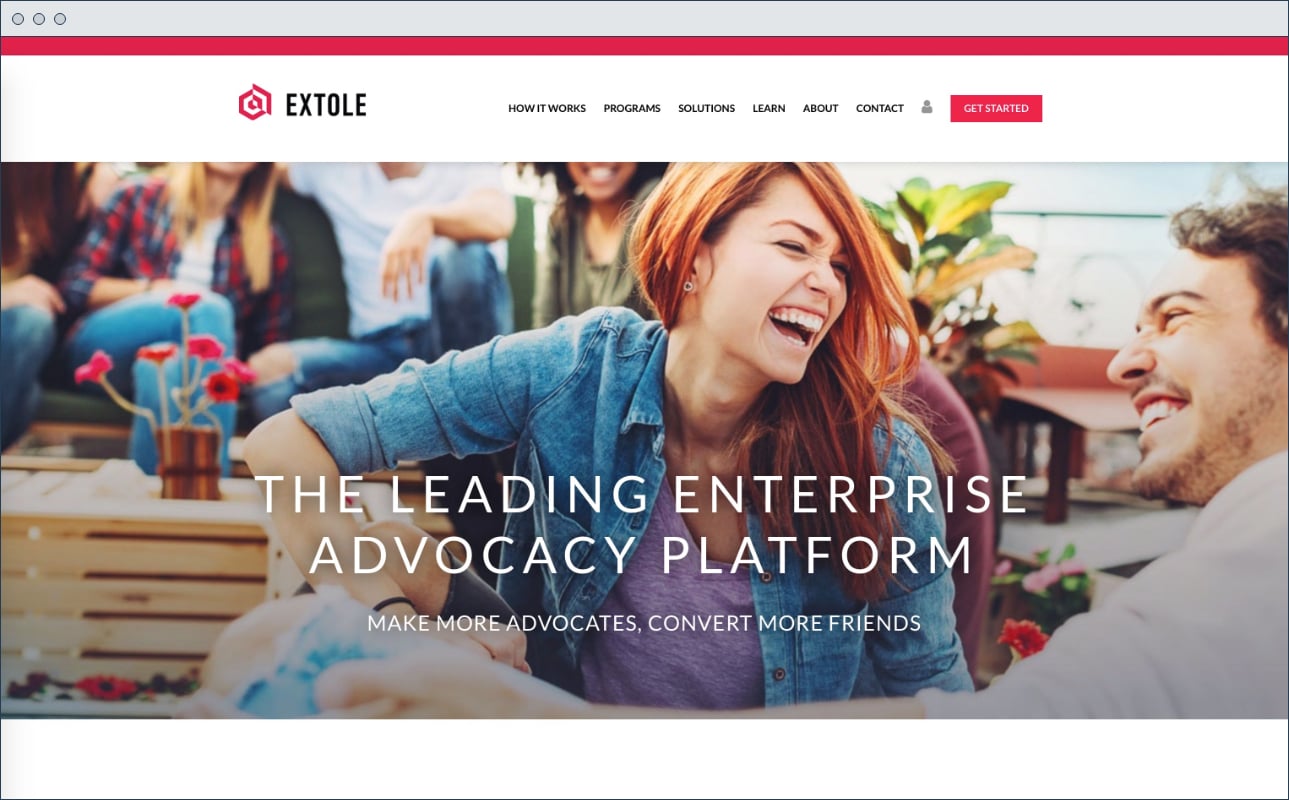 EXTOLE
HOW IT WORKS PROGRAMS SOLUTIONS LEARN ABOUT CONTACT GET STARTED
THE LEADING ENTERPRISE
ADVOCACY PLATFORM
MAKE MORE ADVOCATES, CONVERT MORE FRIENDS